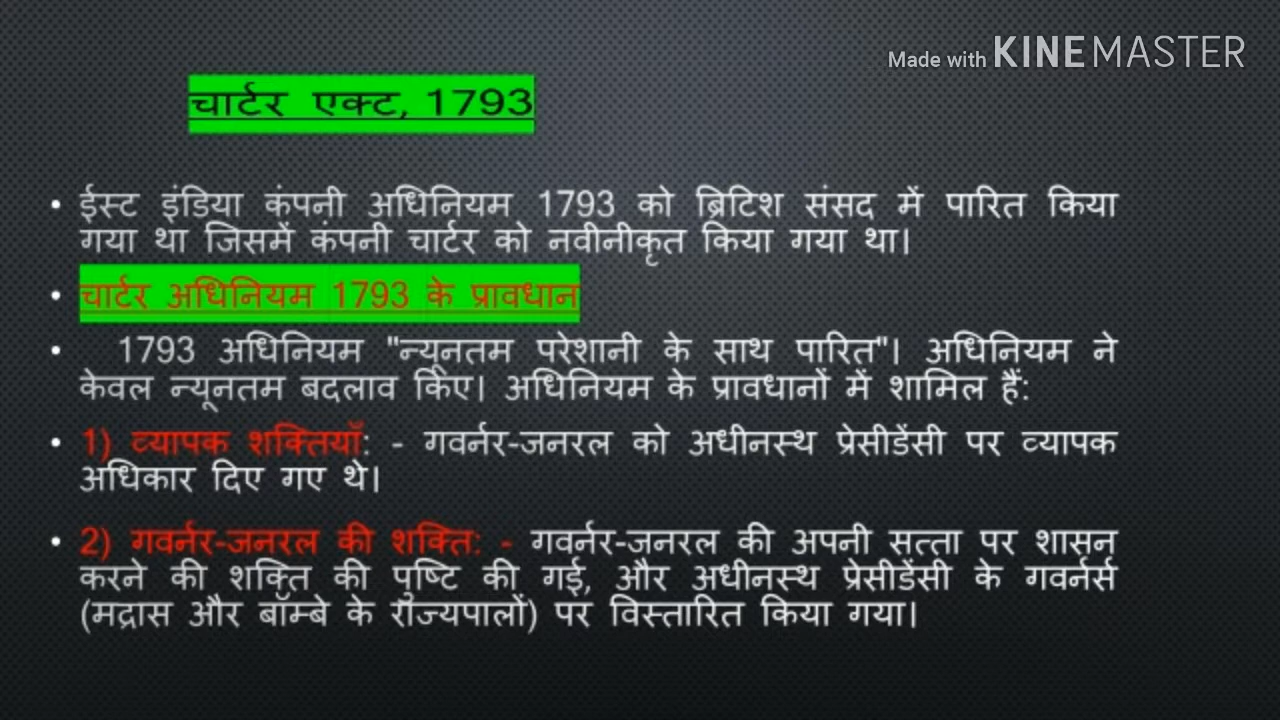 Made with KINEMASTER
चार्टर एक्ट, 1793
• ईस्ट इंडिया कंपनी अधिनियम 1793 को ब्रिटिश संसद में पारित किया
गया था जिसमें कंपनी चार्टर को नवीनीकृत किया गया था।
• चार्टर अधिनियम 1793 के प्रावधान
• 1793 अधिनियम "न्यूनतम परेशानी के साथ पारित"। अधिनियम ने
केवल न्यूनतम बदलाव किए। अधिनियम के प्रावधानों में शामिल हैं:
• 1) व्यापक शक्तियाँ: - गवर्नर-जनरल को अधीनस्थ प्रेसीडेंसी पर व्यापक
अधिकार दिए गए थे।
• 2) गवर्नर-जनरल की शक्ति: - गवर्नर-जनरल की अपनी सत्ता पर शासन
करने की शक्ति की पुष्टि की गई, और अधीनस्थ प्रेसीडेंसी के गवर्नर्स
(मद्रास और बॉम्बे के राज्यपालों) पर विस्तारित किया गया।